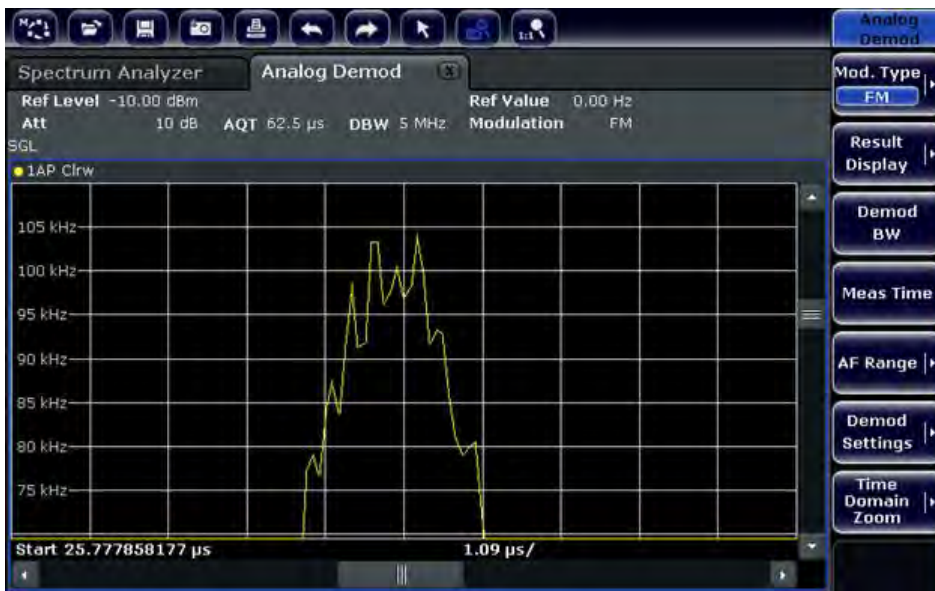 Spectrum Analyzer
Analog Demod
X
Ref Level -10.00 dBm
Ref Value 0.00 Hz
Att 10 dB AQT 62.5 µs DBW 5 MHz Modulation FM
SGL
1AP Clrw
105 kHz
100 kHz
95 kHz
90 kHz
85 kHz
80 kHz
75 kHz
Start 25.777858177 µs
1.09 µs/
1:1
Analog
Demod
Mod. Type
FM
Result
Display
Demod
BW
Meas Time
AF Range
Demod
Settings
Time
Domain
Zoom